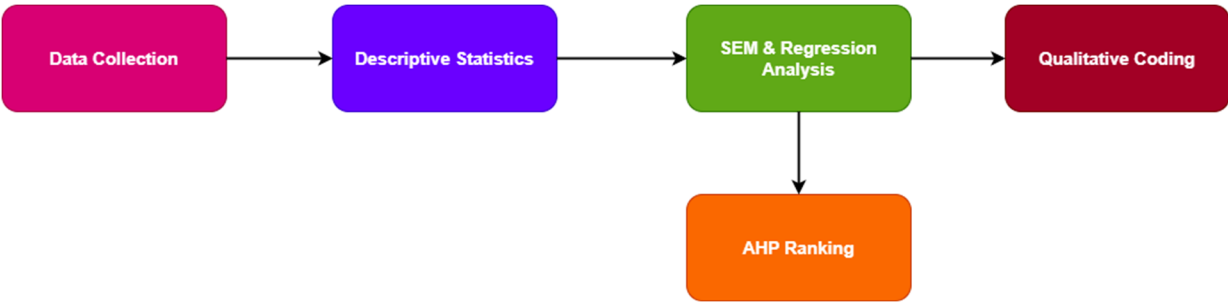 Data Collection
Descriptive Statistics
SEM & Regression
Analysis
Qualitative Coding
AHP Ranking